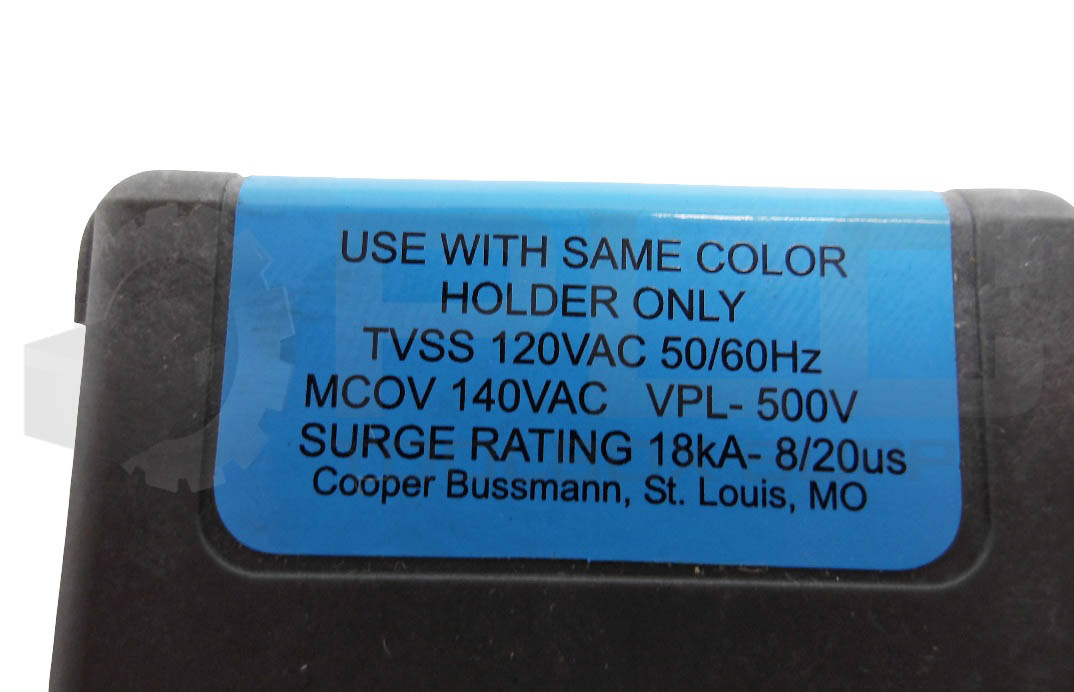 USE WITH SAME COLOR
HOLDER ONLY
TVSS 120VAC 50/60Hz
MCOV 140VAC VPL- 500V
SURGE RATING 18kA- 8/20us
Cooper Bussmann, St. Louis, MO